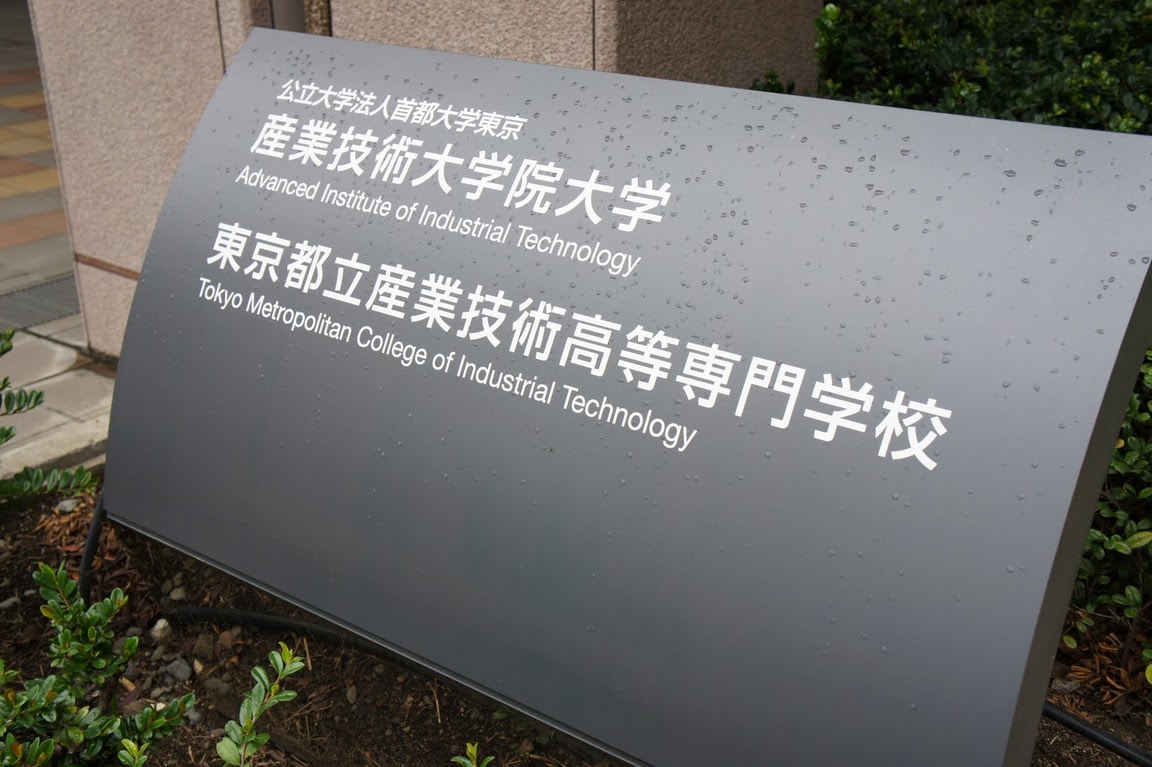 公立大学法人首都大学東京
産業技術大学院大学
Advanced Institute of Industrial Technology
東京都立産業技術高等専門学校
Tokyo Metropolitan College of Industrial Technology